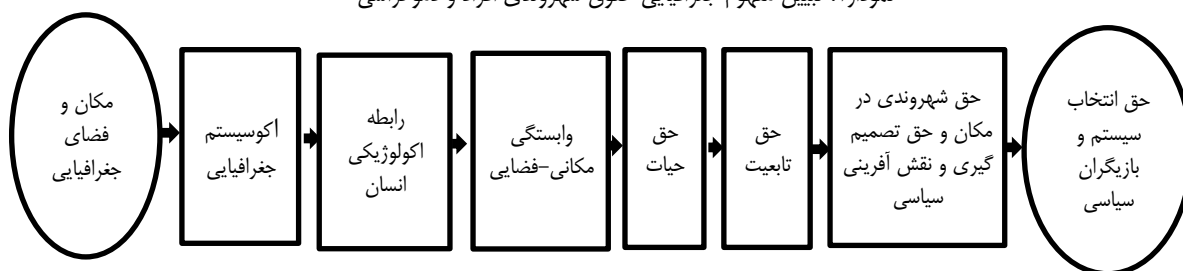 مکان و
فضای
جغرافیایی
اکوسیستم
جغرافیایی
رابطه
اکولوژیکی
انسان
وابستگی
مکانی-فضایی
حق
حیات
حق
تابعیت
حق شهروندی در
مکان و حق تصمیم
گیری و نقش آفرینی
سیاسی
حق انتخاب
سیستم و
بازیگران
سیاسی